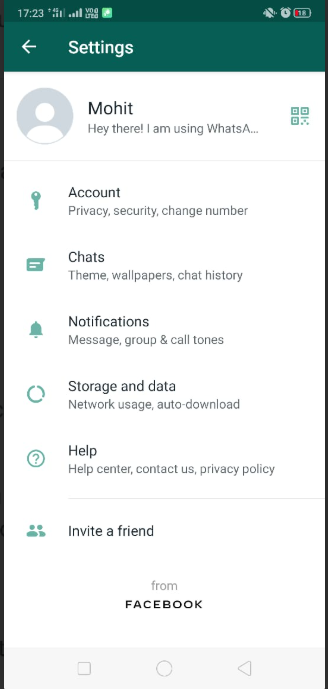 17:23
Settings
Mohit
Hey there! I am using WhatsA...
Account
Privacy, security, change number
Chats
Theme, wallpapers, chat history
Notifications
Message, group & call tones
Storage and data
Network usage, auto-download
Help
Help center, contact us, privacy policy
Invite a friend
from
FACEBOOK